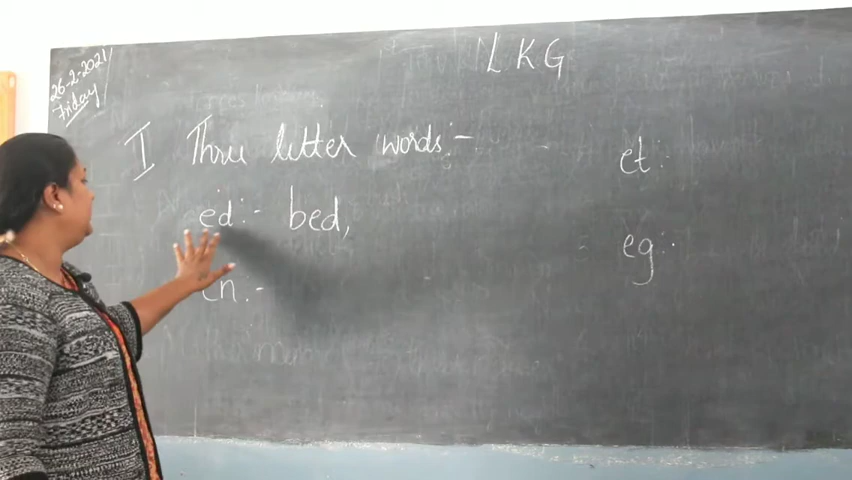 26-2-2021
Friday
LKG
I Three letter words:-
ed:- bed,
en:-
et:-
eg:-